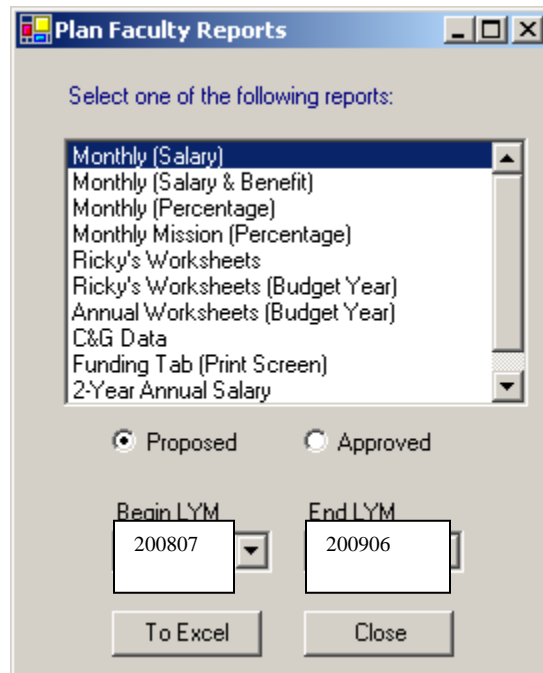 Plan Faculty Reports
Select one of the following reports:
Monthly (Salary)
Monthly (Salary & Benefit)
Monthly (Percentage)
Monthly Mission (Percentage)
Ricky's Worksheets
Ricky's Worksheets (Budget Year)
Annual Worksheets (Budget Year)
C&G Data
Funding Tab (Print Screen)
2-Year Annual Salary
Proposed Approved
Begin LYM End LYM
200807 200906
To Excel Close